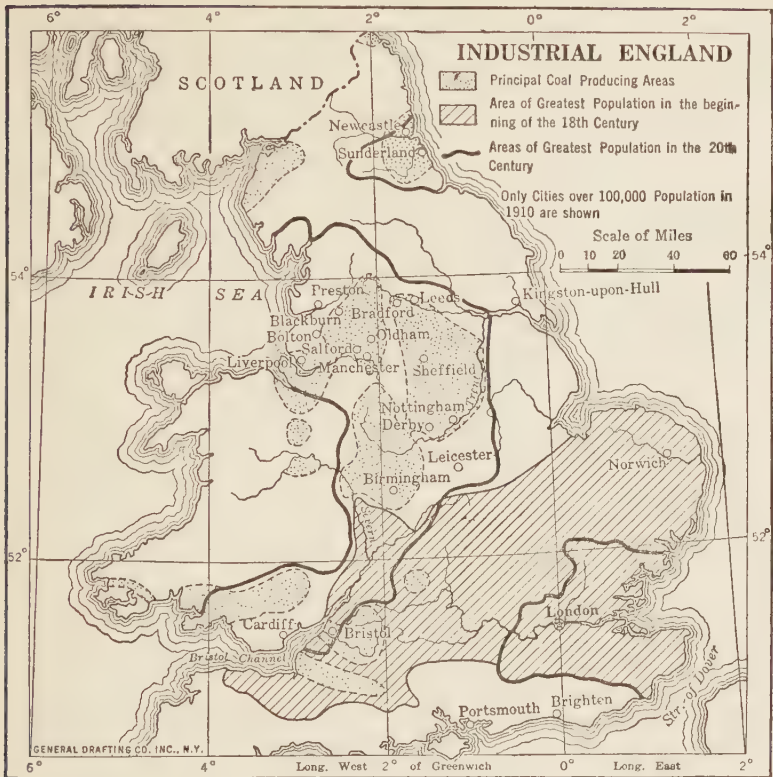 6° 4° 2° 0° 2°
INDUSTRIAL ENGLAND
Principal Coal Producing Areas
Area of Greatest Population in the begin-
ning of the 18th Century
Areas of Greatest Population in the 20th
Century
Only Cities over 100,000 Population in
1910 are shown
Scale of Miles
0 10 20 40 60
SCOTLAND
Newcastle
Sunderland
54° 54°
IRISH SEA
Preston
Leeds
Kingston-upon-Hull
Blackburn
Bradford
Bolton
Oldham
Salford
Liverpool
Manchester
Sheffield
Nottingham
Derby
Leicester
Norwich
Birmingham
52° 52°
London
Cardiff
Bristol
Bristol Channel
Str. of Dover
Portsmouth
Brighten
GENERAL DRAFTING CO. INC., N.Y.
6° 4° Long. West 2° of Greenwich 0° Long. East 2°